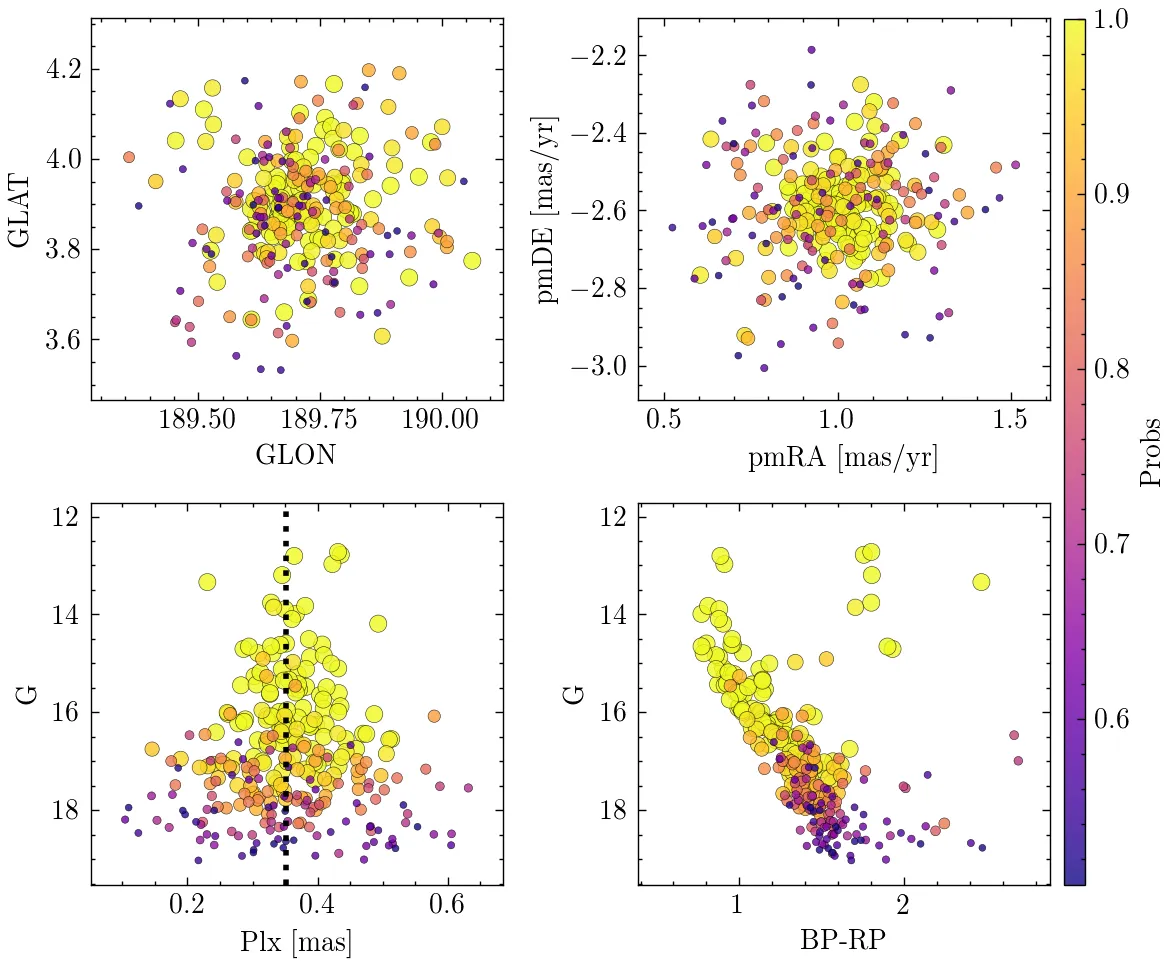 4.2
4.0
3.8
3.6
GLAT
189.50 189.75 190.00
GLON
−2.2
−2.4
−2.6
−2.8
−3.0
pmDE [mas/yr]
0.5 1.0 1.5
pmRA [mas/yr]
12
14
16
18
G
0.2 0.4 0.6
Plx [mas]
12
14
16
18
G
1 2
BP-RP
1.0
0.9
0.8
0.7
0.6
Probs